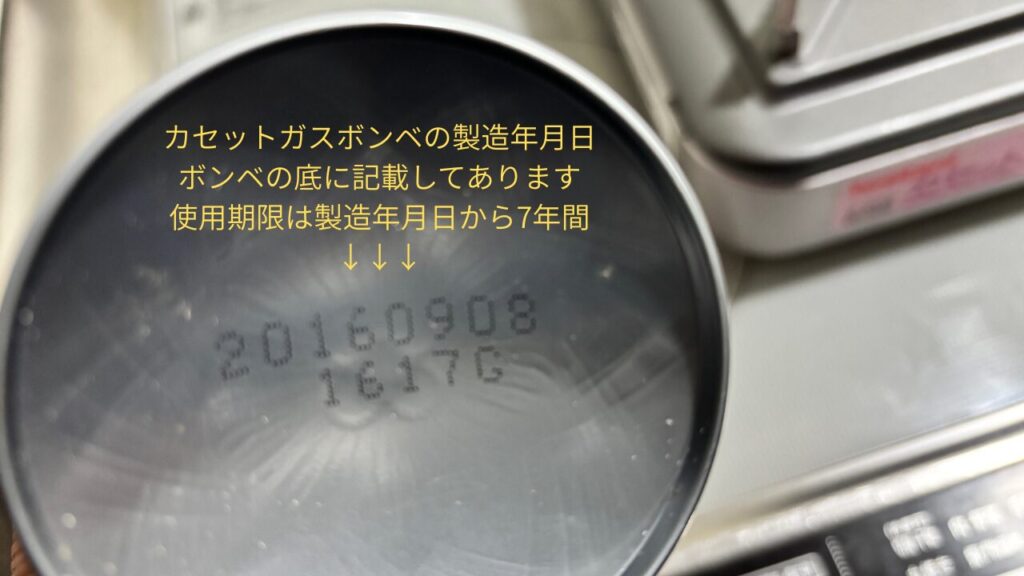 カセットガスボンベの製造年月日
ボンベの底に記載してあります
使用期限は製造年月日から7年間
↓↓↓
20160908
1617G